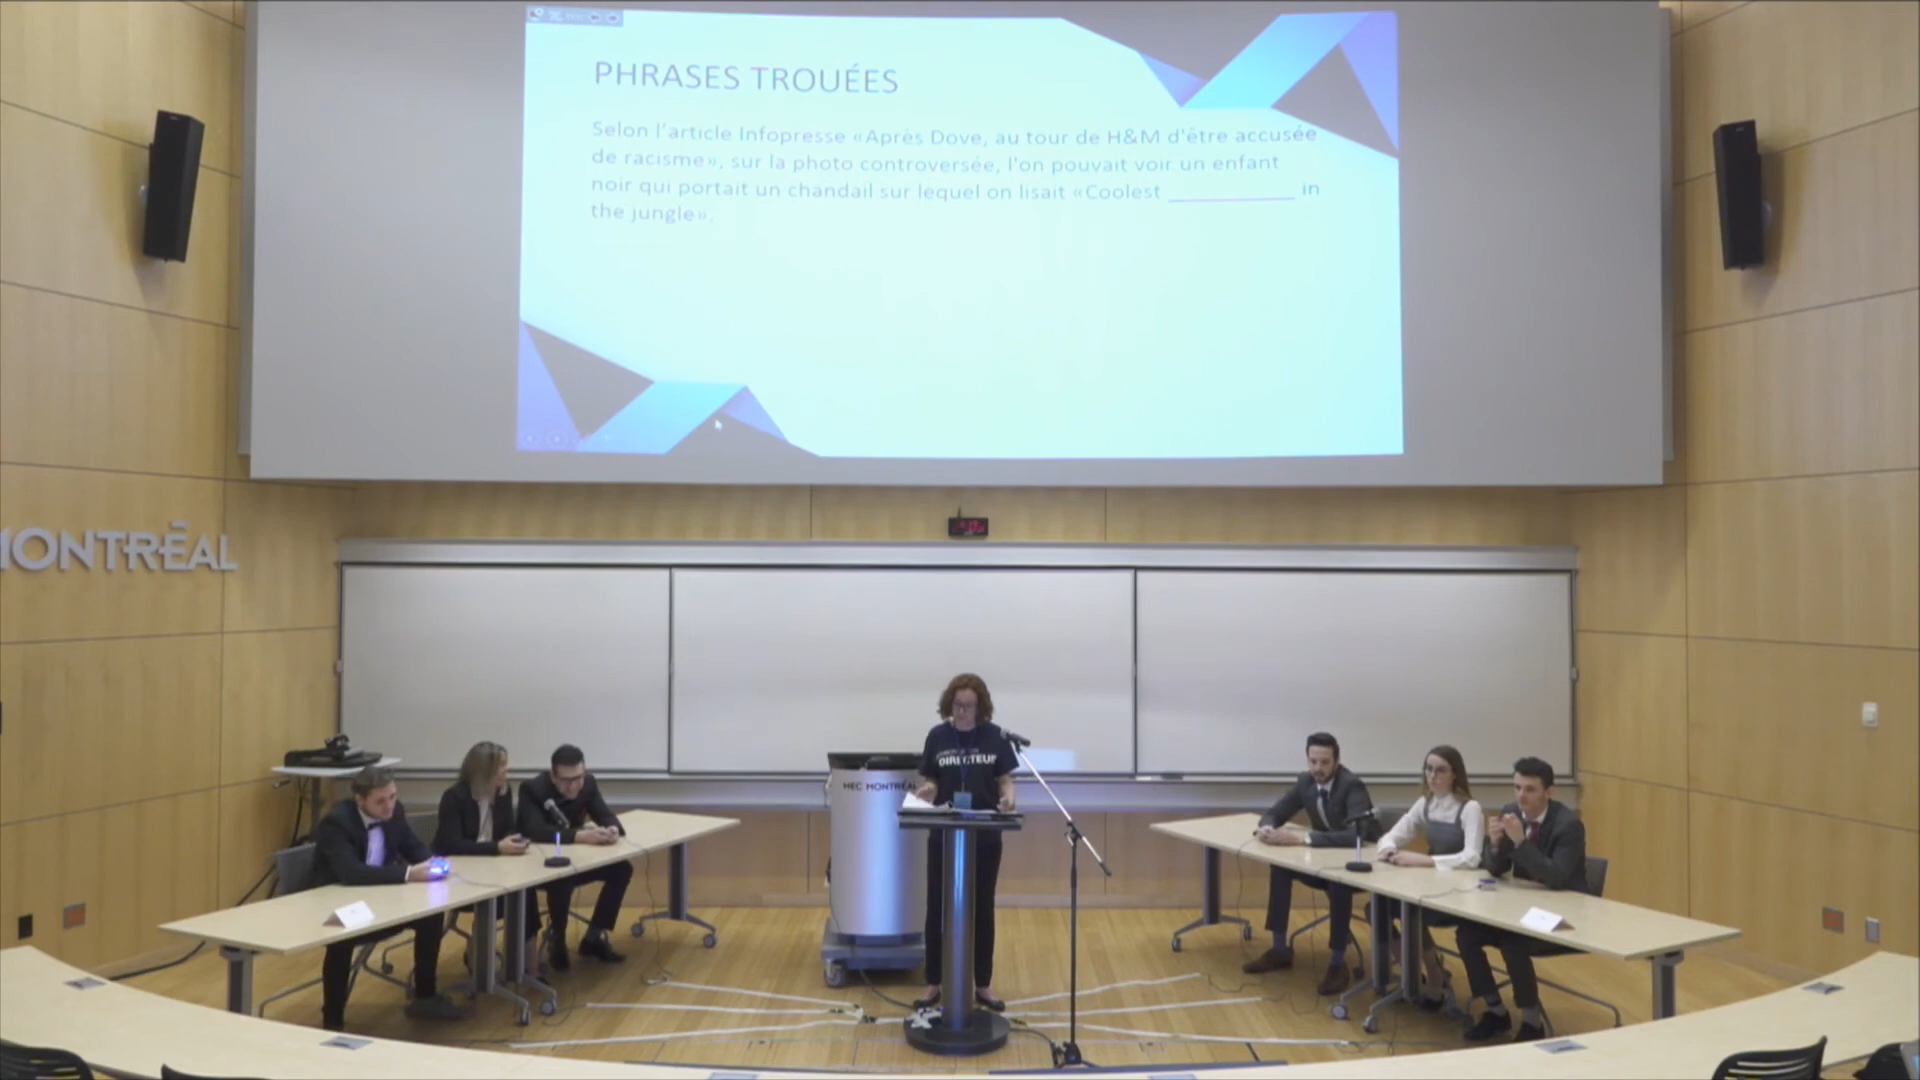 PHRASES TROUÉES
Selon l'article Infopresse «Après Dove, au tour de H&M d'être accusée
de racisme», sur la photo controversée, l'on pouvait voir un enfant
noir qui portait un chandail sur lequel on lisait «Coolest ____________ in
the jungle».
MONTRÉAL
HEC MONTRÉAL
DIRECTEUR